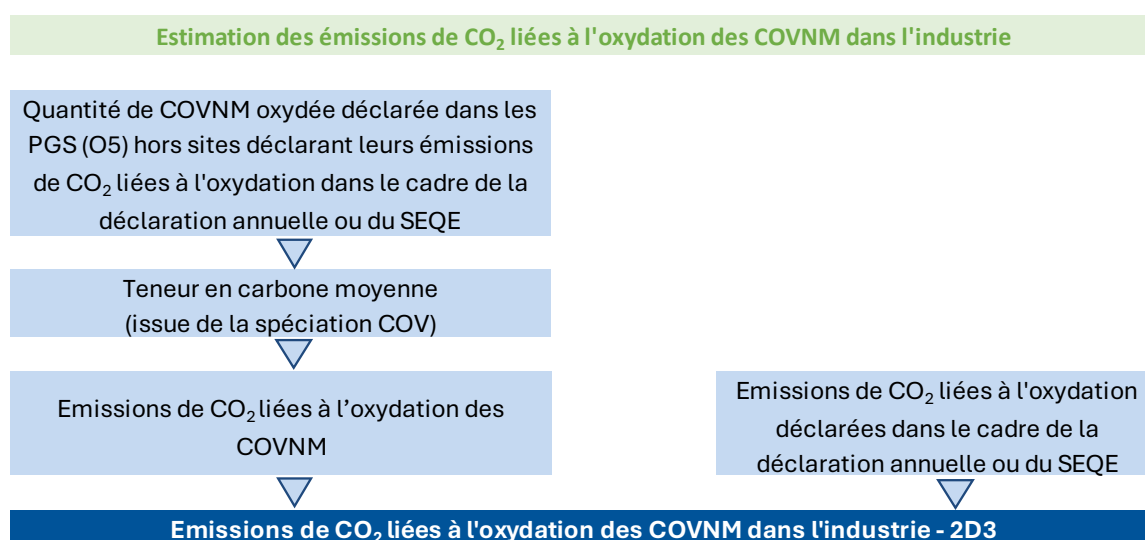 Estimation des émissions de CO₂ liées à l'oxydation des COVNM dans l'industrie
Quantité de COVNM oxydée déclarée dans les
PGS (O5) hors sites déclarant leurs émissions
de CO₂ liées à l'oxydation dans le cadre de la
déclaration annuelle ou du SEQE
Teneur en carbone moyenne
(issue de la spéciation COV)
Emissions de CO₂ liées à l’oxydation des
COVNM
Emissions de CO₂ liées à l'oxydation
déclarées dans le cadre de la
déclaration annuelle ou du SEQE
Emissions de CO₂ liées à l'oxydation des COVNM dans l'industrie - 2D3